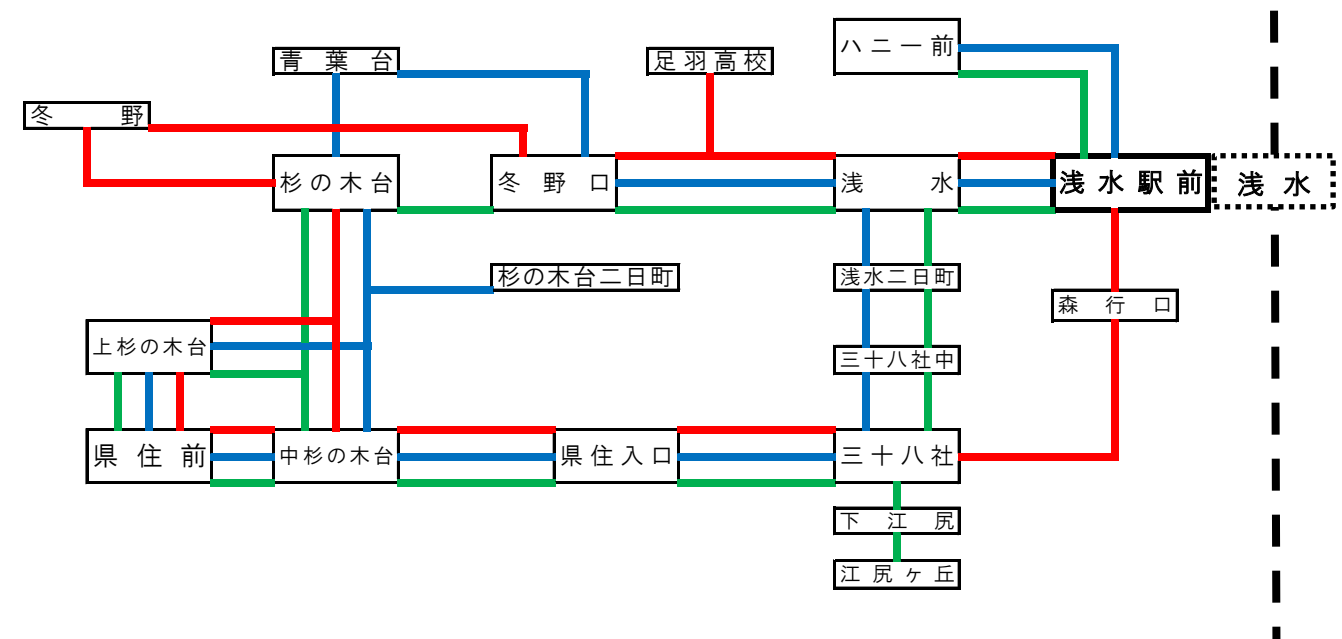 ハニー前
青葉台
足羽高校
冬野
杉の木台
冬野口
浅水
浅水駅前
浅水
杉の木台二日町
浅水二日町
森行口
上杉の木台
三十八社中
県住前
中杉の木台
県住入口
三十八社
下江尻
江尻ヶ丘